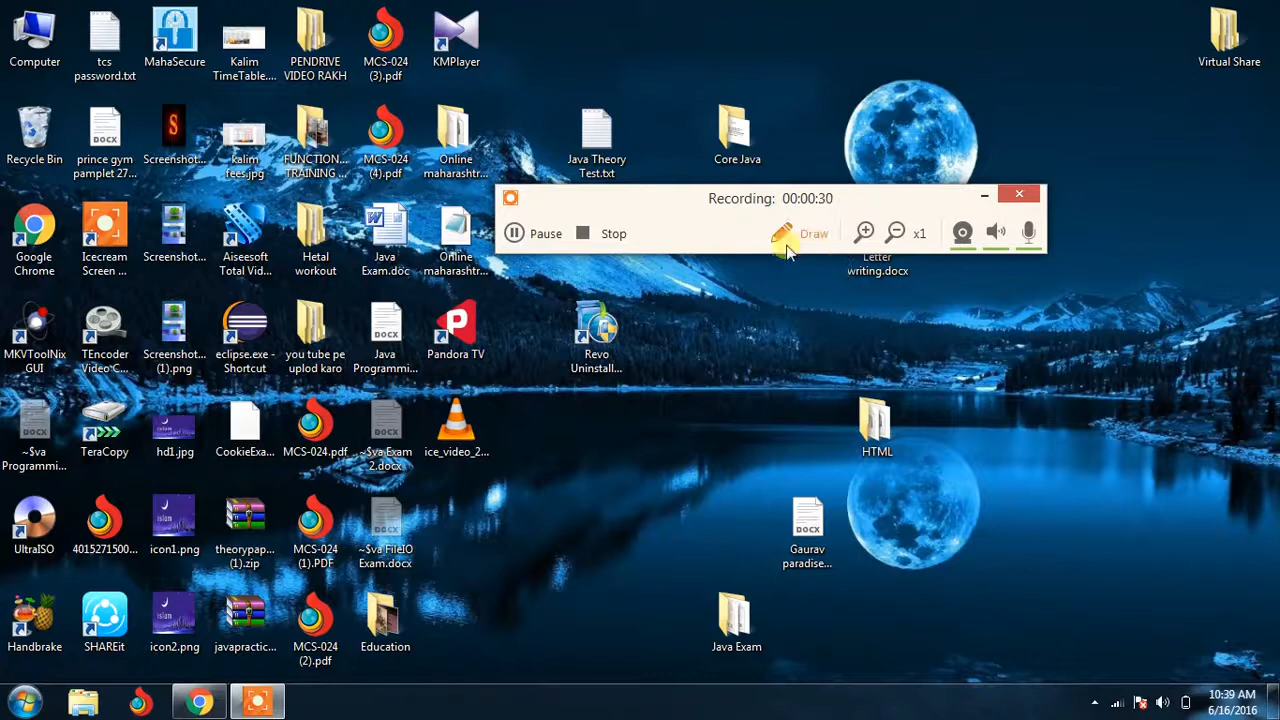 Computer
tcs
password.txt
MahaSecure
Kalim
TimeTable....
PENDRIVE
VIDEO RAKH
MCS-024
(3).pdf
KMPlayer
Virtual Share
Recycle Bin
prince gym
pamplet 27...
S
Screenshot...
kalim
fees.jpg
FUNCTION...
TRAINING ...
MCS-024
(4).pdf
Online
maharashtr...
Java Theory
Test.txt
Core Java
Recording: 00:00:30
Pause
Stop
Draw
x1
Google
Chrome
Icecream
Screen ...
Screenshot...
Aiseesoft
Total Vid...
Hetal
workout
Java
Exam.doc
Online
maharashtr...
Letter
writing.docx
MKVToolNix
GUI
TEncoder
Video C...
Screenshot...
(1).png
eclipse.exe -
Shortcut
you tube pe
uplod karo
Java
Programmi...
Pandora TV
Revo
Uninstall...
~$va
Programmi...
TeraCopy
hd1.jpg
CookieExa...
MCS-024.pdf
~$va Exam
2.docx
ice_video_2...
HTML
UltraISO
4015271500...
icon1.png
theorypap...
(1).zip
MCS-024
(1).PDF
~$va FileIO
Exam.docx
Gaurav
paradise...
Handbrake
SHAREit
icon2.png
javapractic...
MCS-024
(2).pdf
Education
Java Exam
10:39 AM
6/16/2016